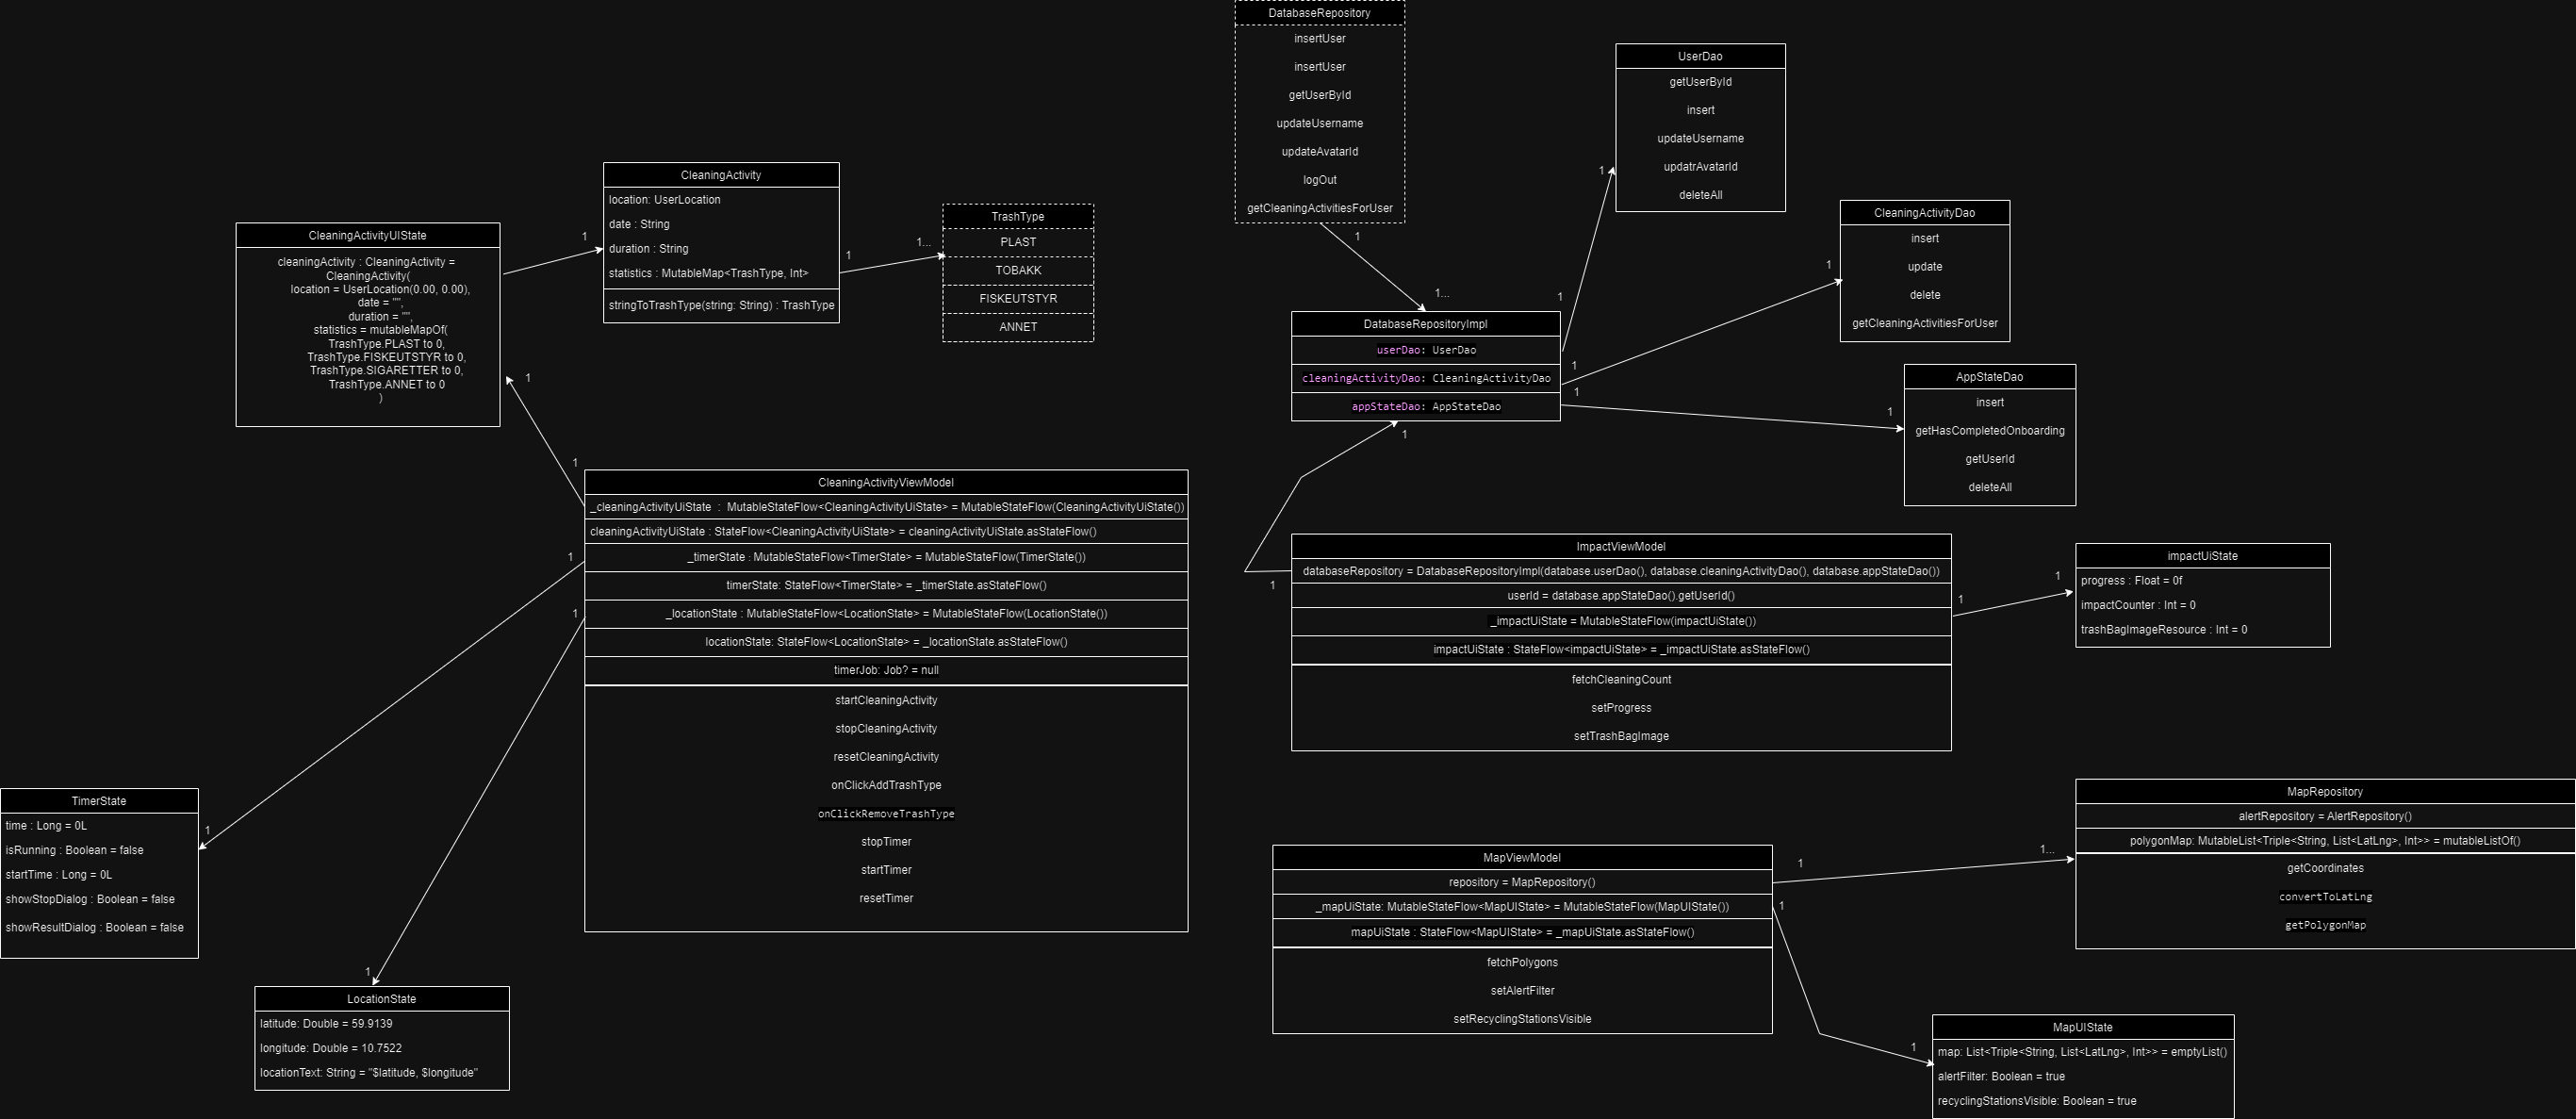 DatabaseRepository
insertUser
insertUser
getUserById
updateUsername
updateAvatarId
logOut
getCleaningActivitiesForUser
1
1...
UserDao
getUserById
insert
updateUsername
updatrAvatarId
deleteAll
1
1
CleaningActivity
location: UserLocation
date : String
duration : String
statistics : MutableMap<TrashType, Int>
stringToTrashType(string: String) : TrashType
1
1...
TrashType
PLAST
TOBAKK
FISKEUTSTYR
ANNET
CleaningActivityUIState
cleaningActivity : CleaningActivity =
CleaningActivity(
location = UserLocation(0.00, 0.00),
date = "",
duration = "",
statistics = mutableMapOf(
TrashType.PLAST to 0,
TrashType.FISKEUTSTYR to 0,
TrashType.SIGARETTER to 0,
TrashType.ANNET to 0
)
1
1
1
CleaningActivityDao
insert
update
delete
getCleaningActivitiesForUser
1
1
DatabaseRepositoryImpl
userDao: UserDao
cleaningActivityDao: CleaningActivityDao
appStateDao: AppStateDao
1
1
1
AppStateDao
insert
getHasCompletedOnboarding
getUserId
deleteAll
CleaningActivityViewModel
_cleaningActivityUiState : MutableStateFlow<CleaningActivityUiState> = MutableStateFlow(CleaningActivityUiState())
cleaningActivityUiState : StateFlow<CleaningActivityUiState> = cleaningActivityUiState.asStateFlow()
_timerState : MutableStateFlow<TimerState> = MutableStateFlow(TimerState())
timerState: StateFlow<TimerState> = _timerState.asStateFlow()
_locationState : MutableStateFlow<LocationState> = MutableStateFlow(LocationState())
locationState: StateFlow<LocationState> = _locationState.asStateFlow()
timerJob: Job? = null
startCleaningActivity
stopCleaningActivity
resetCleaningActivity
onClickAddTrashType
onClickRemoveTrashType
stopTimer
startTimer
resetTimer
1
1
ImpactViewModel
databaseRepository = DatabaseRepositoryImpl(database.userDao(), database.cleaningActivityDao(), database.appStateDao())
userId = database.appStateDao().getUserId()
_impactUiState = MutableStateFlow(impactUiState())
impactUiState : StateFlow<impactUiState> = _impactUiState.asStateFlow()
fetchCleaningCount
setProgress
setTrashBagImage
1
1
1
impactUiState
progress : Float = 0f
impactCounter : Int = 0
trashBagImageResource : Int = 0
TimerState
time : Long = 0L
isRunning : Boolean = false
startTime : Long = 0L
showStopDialog : Boolean = false
showResultDialog : Boolean = false
1
LocationState
latitude: Double = 59.9139
longitude: Double = 10.7522
locationText: String = "$latitude, $longitude"
1
MapViewModel
repository = MapRepository()
_mapUiState: MutableStateFlow<MapUIState> = MutableStateFlow(MapUIState())
mapUiState : StateFlow<MapUIState> = _mapUiState.asStateFlow()
fetchPolygons
setAlertFilter
setRecyclingStationsVisible
1
1...
1
1
MapRepository
alertRepository = AlertRepository()
polygonMap: MutableList<Triple<String, List<LatLng>, Int>> = mutableListOf()
getCoordinates
convertToLatLng
getPolygonMap
MapUIState
map: List<Triple<String, List<LatLng>, Int>> = emptyList()
alertFilter: Boolean = true
recyclingStationsVisible: Boolean = true